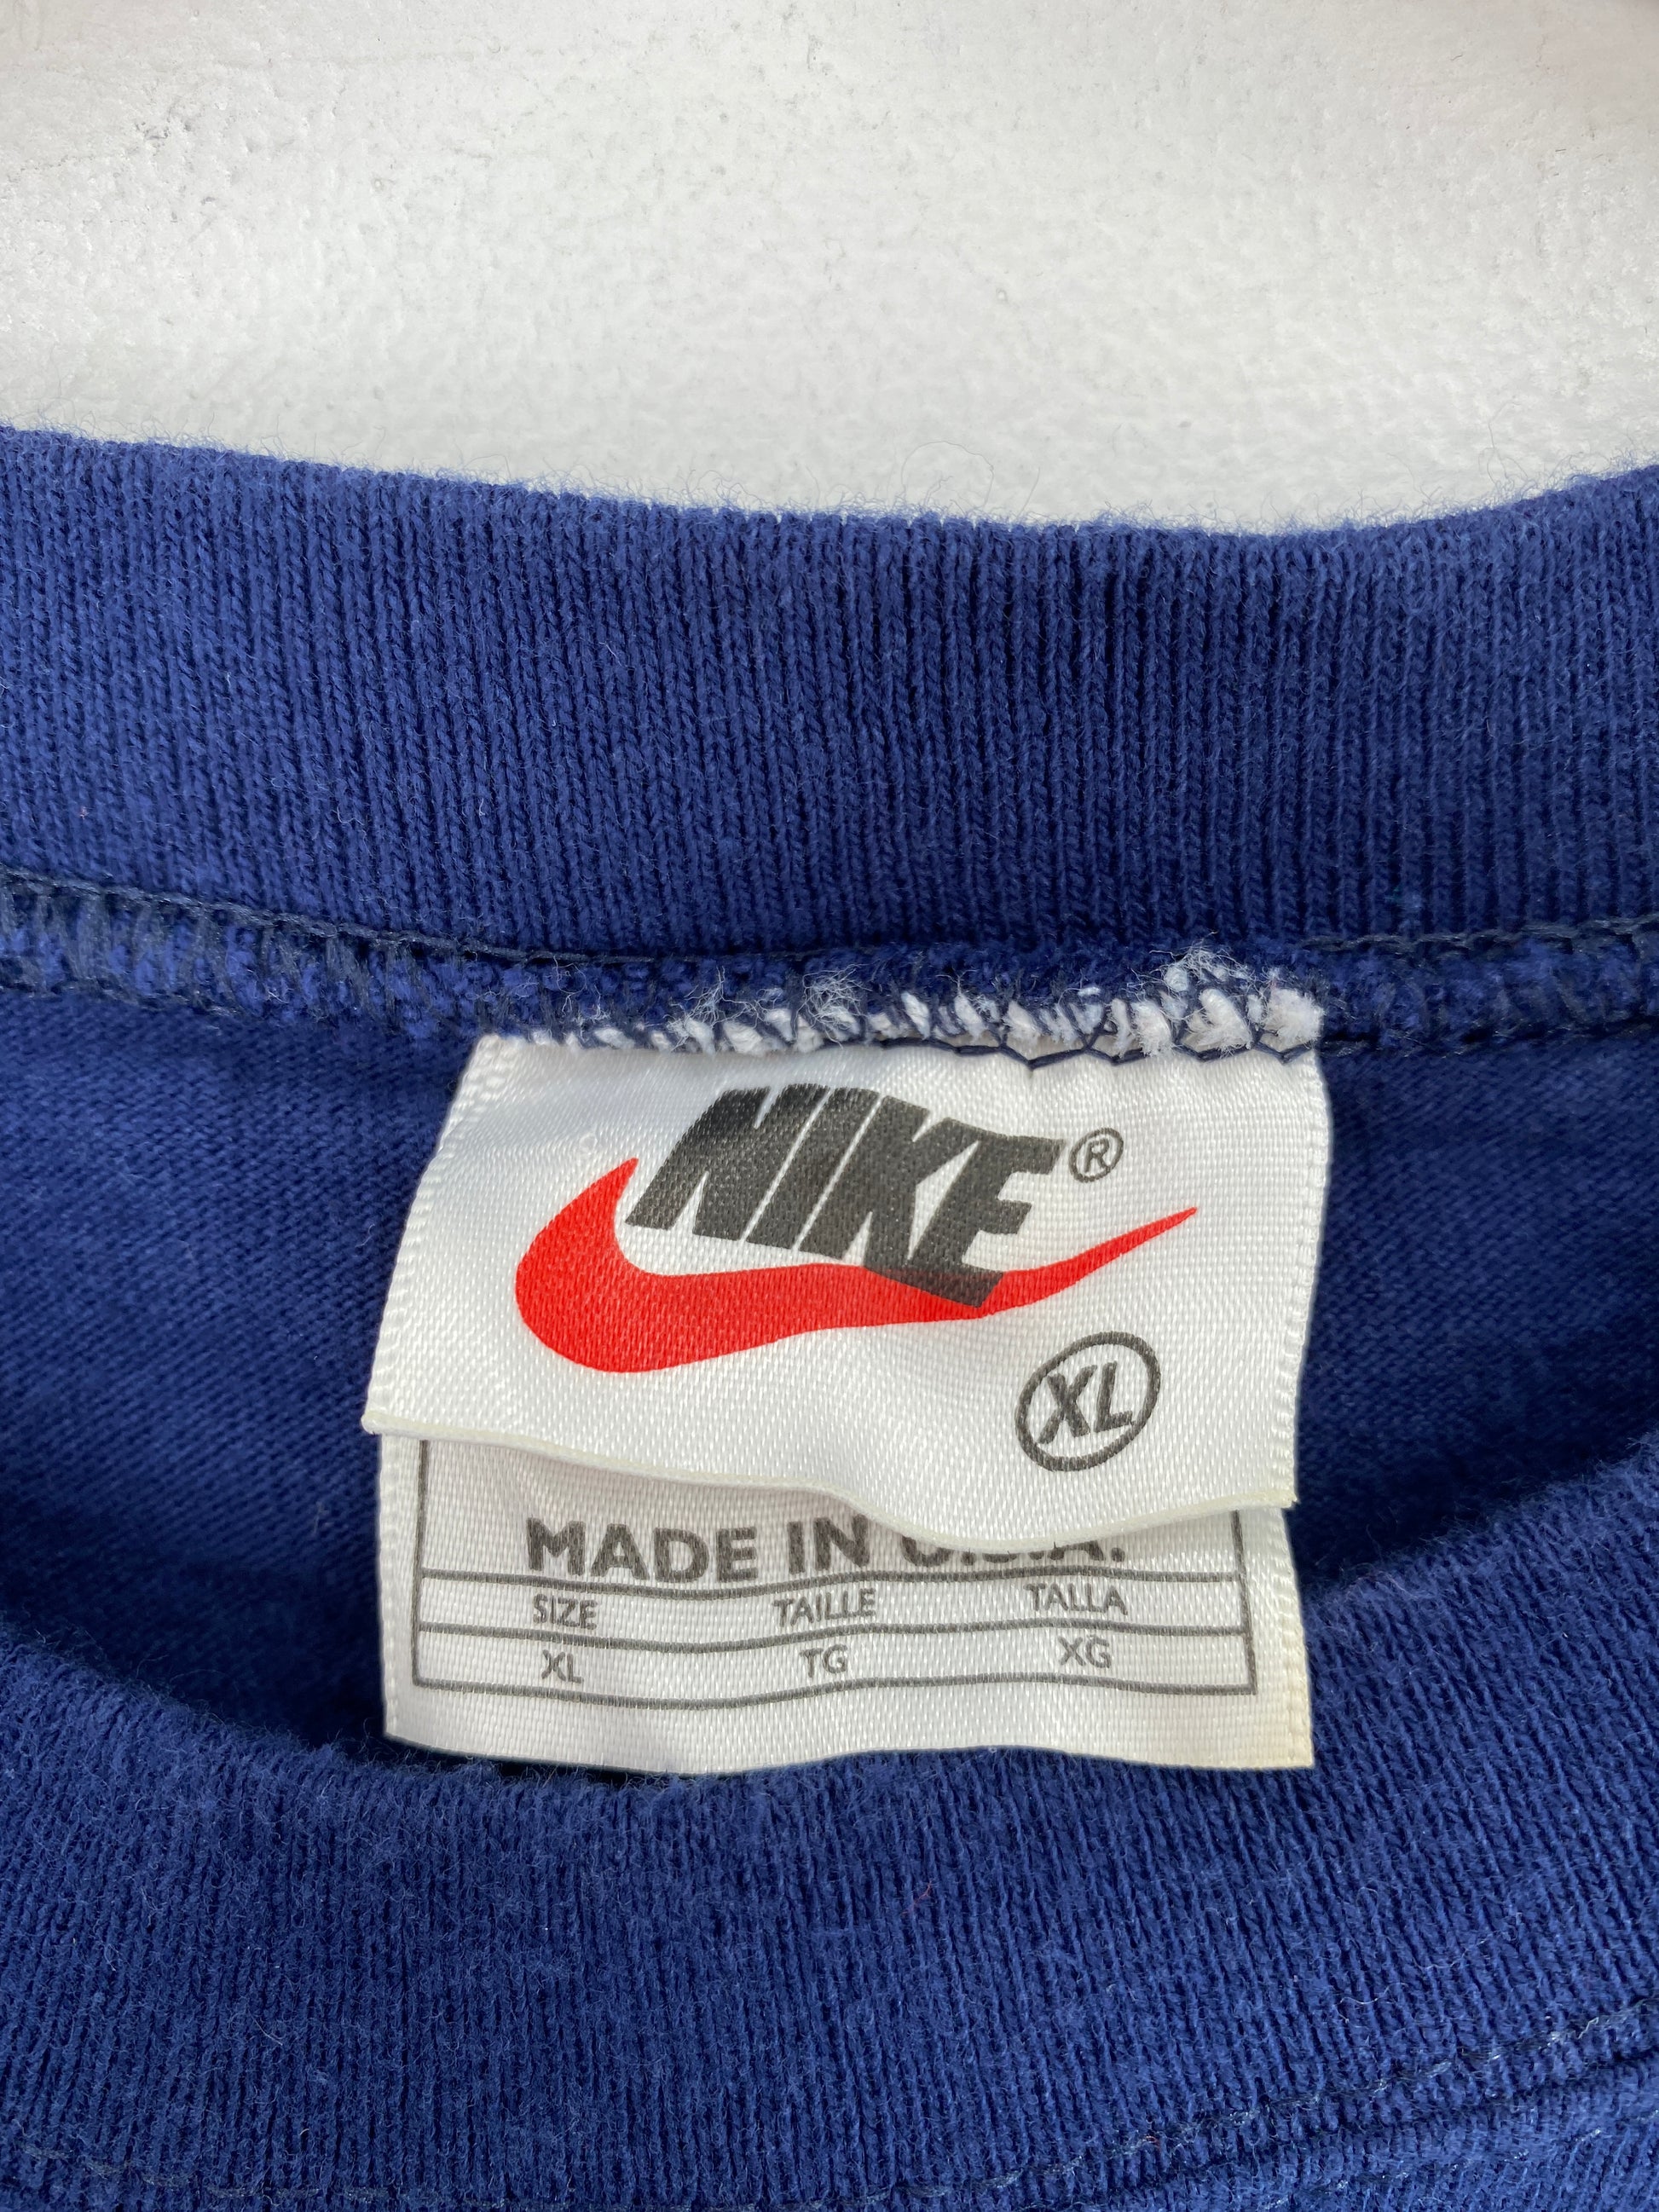 NIKE®
XL
MADE IN U.S.A.
SIZE TAILLE TALLA
XL TG XG